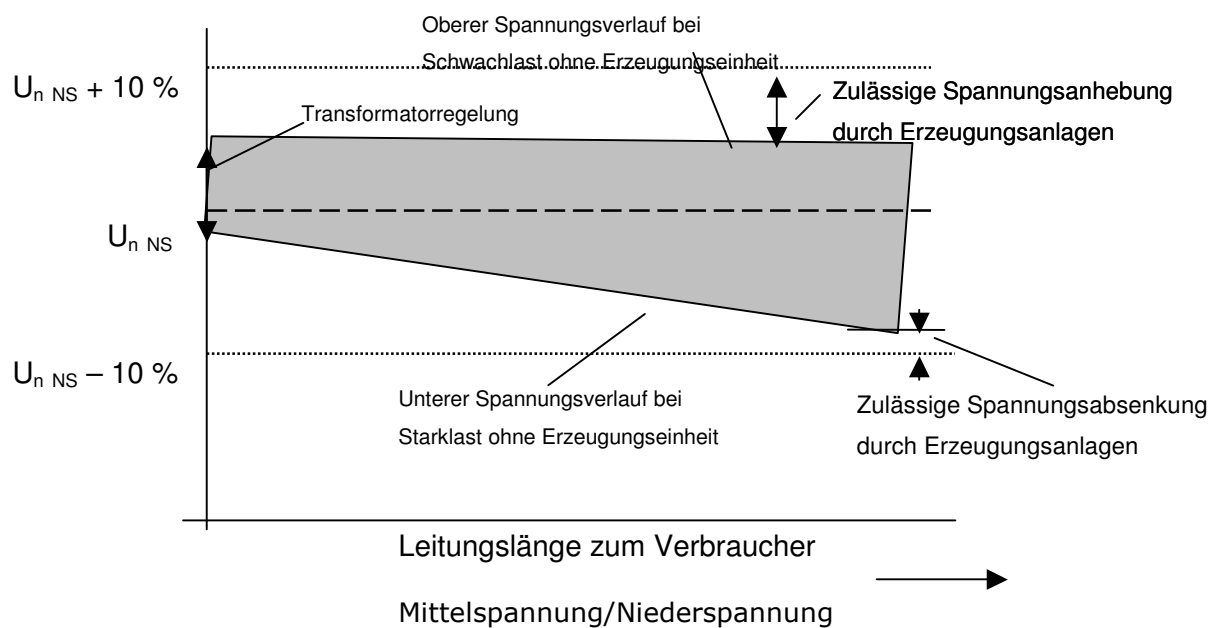 Oberer Spannungsverlauf bei
Schwachlast ohne Erzeugungseinheit
U n NS + 10 %
Zulässige Spannungsanhebung
durch Erzeugungsanlagen
Transformatorregelung
U n NS
U n NS – 10 %
Unterer Spannungsverlauf bei
Starklast ohne Erzeugungseinheit
Zulässige Spannungsabsenkung
durch Erzeugungsanlagen
Leitungslänge zum Verbraucher
Mittelspannung/Niederspannung